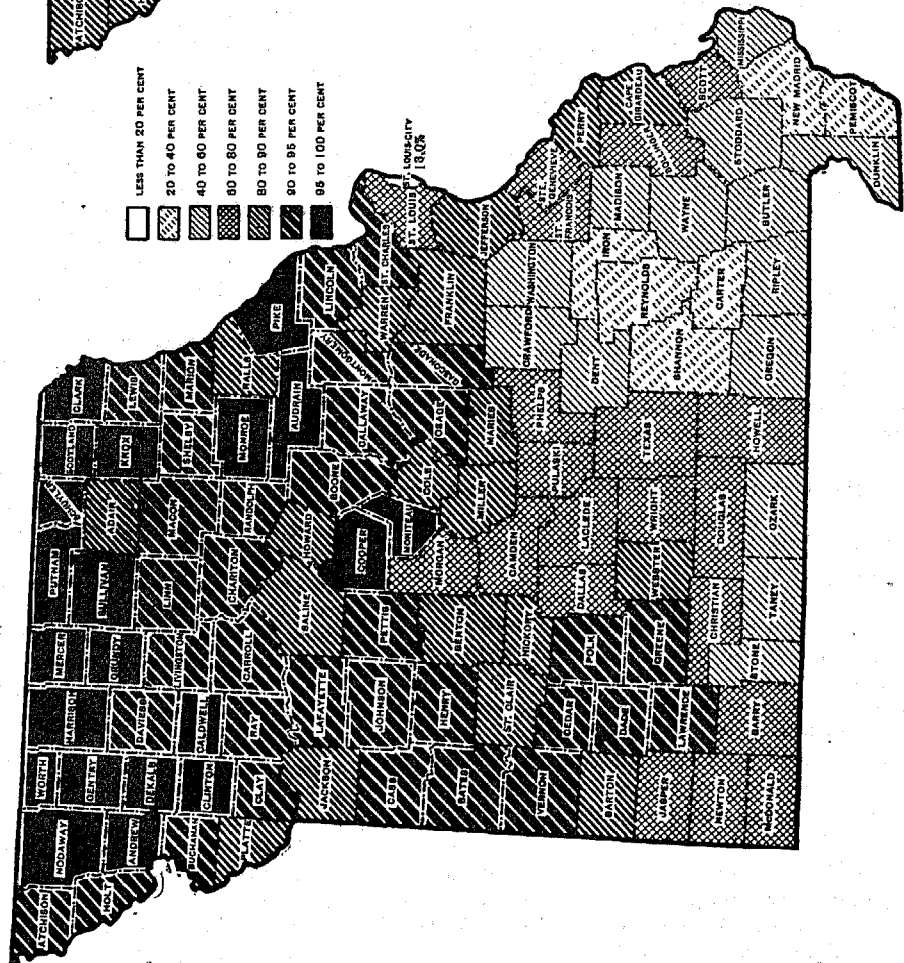 ATCHISON
LESS THAN 20 PER CENT
20 TO 40 PER CENT
40 TO 60 PER CENT
60 TO 80 PER CENT
80 TO 90 PER CENT
90 TO 95 PER CENT
95 TO 100 PER CENT
ATCHISON
HOLT
NODAWAY
ANDREW
BUCHANAN
PLATTE
WORTH
GENTRY
DEKALB
CLINTON
CLAY
JACKSON
CASS
BATES
VERNON
BARTON
JASPER
NEWTON
McDONALD
HARRISON
DAVIESS
CALDWELL
RAY
LAFAYETTE
JOHNSON
HENRY
ST. CLAIR
CEDAR
DADE
LAWRENCE
BARRY
MERCER
GRUNDY
LIVINGSTON
CARROLL
SALINE
PETTIS
BENTON
HICKORY
POLK
GREENE
CHRISTIAN
STONE
TANEY
PUTNAM
SULLIVAN
LINN
CHARITON
HOWARD
COOPER
MONITEAU
MORGAN
CAMDEN
DALLAS
LACLEDE
WEBSTER
WRIGHT
DOUGLAS
OZARK
ADAIR
MACON
RANDOLPH
BOONE
COLE
MILLER
PULASKI
TEXAS
HOWELL
SCOTLAND
KNOX
SHELBY
MONROE
AUDRAIN
CALLAWAY
OSAGE
MARIES
PHELPS
DENT
SHANNON
OREGON
CLARK
LEWIS
MARION
RALLS
PIKE
LINCOLN
MONTGOMERY
WARREN
ST. CHARLES
GASCONADE
FRANKLIN
ST. LOUIS
ST. LOUIS-CITY
13.0%
JEFFERSON
CRAWFORD
WASHINGTON
STE.
GENEVIEVE
ST.
FRANCOIS
PERRY
IRON
MADISON
REYNOLDS
CARTER
RIPLEY
WAYNE
BUTLER
CAPE
GIRARDEAU
BOLLINGER
SCOTT
STODDARD
MISSISSIPPI
NEW MADRID
PEMISCOT
DUNKLIN